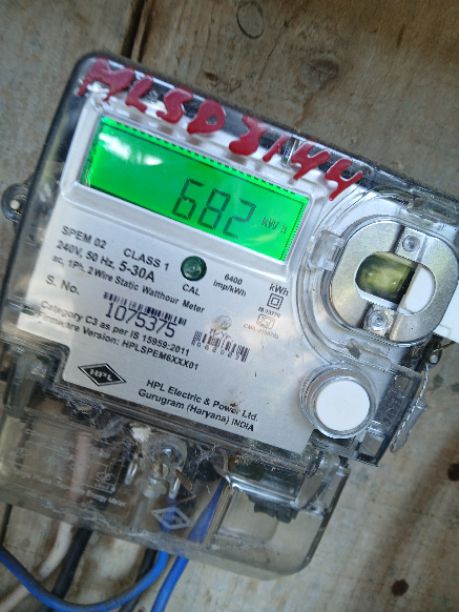 MLSD3144
682 kWh
SPEM 02 CLASS 1
240V, 50 Hz, 5-30A
ac, 1Ph, 2Wire Static Watthour Meter
CAL
6400 imp/kWh
kWh
S. No.
1075375
Category C3 as per IS 15959:2011
Software Version: HPLSPEM6XXX01
HPL
HPL Electric & Power Ltd.
Gurugram (Haryana) INDIA